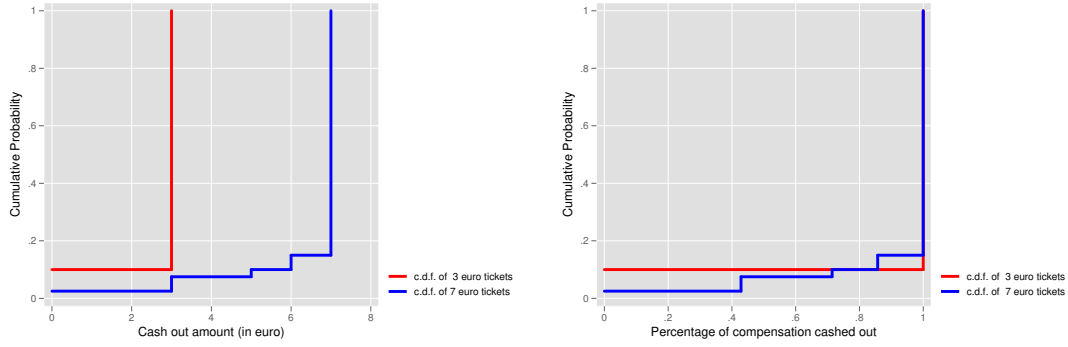 1
.8
.6
.4
.2
0
Cumulative Probability
0 2 4 6 8
Cash out amount (in euro)
c.d.f. of 3 euro tickets
c.d.f. of 7 euro tickets
1
.8
.6
.4
.2
0
Cumulative Probability
0 .2 .4 .6 .8 1
Percentage of compensation cashed out
c.d.f. of 3 euro tickets
c.d.f. of 7 euro tickets